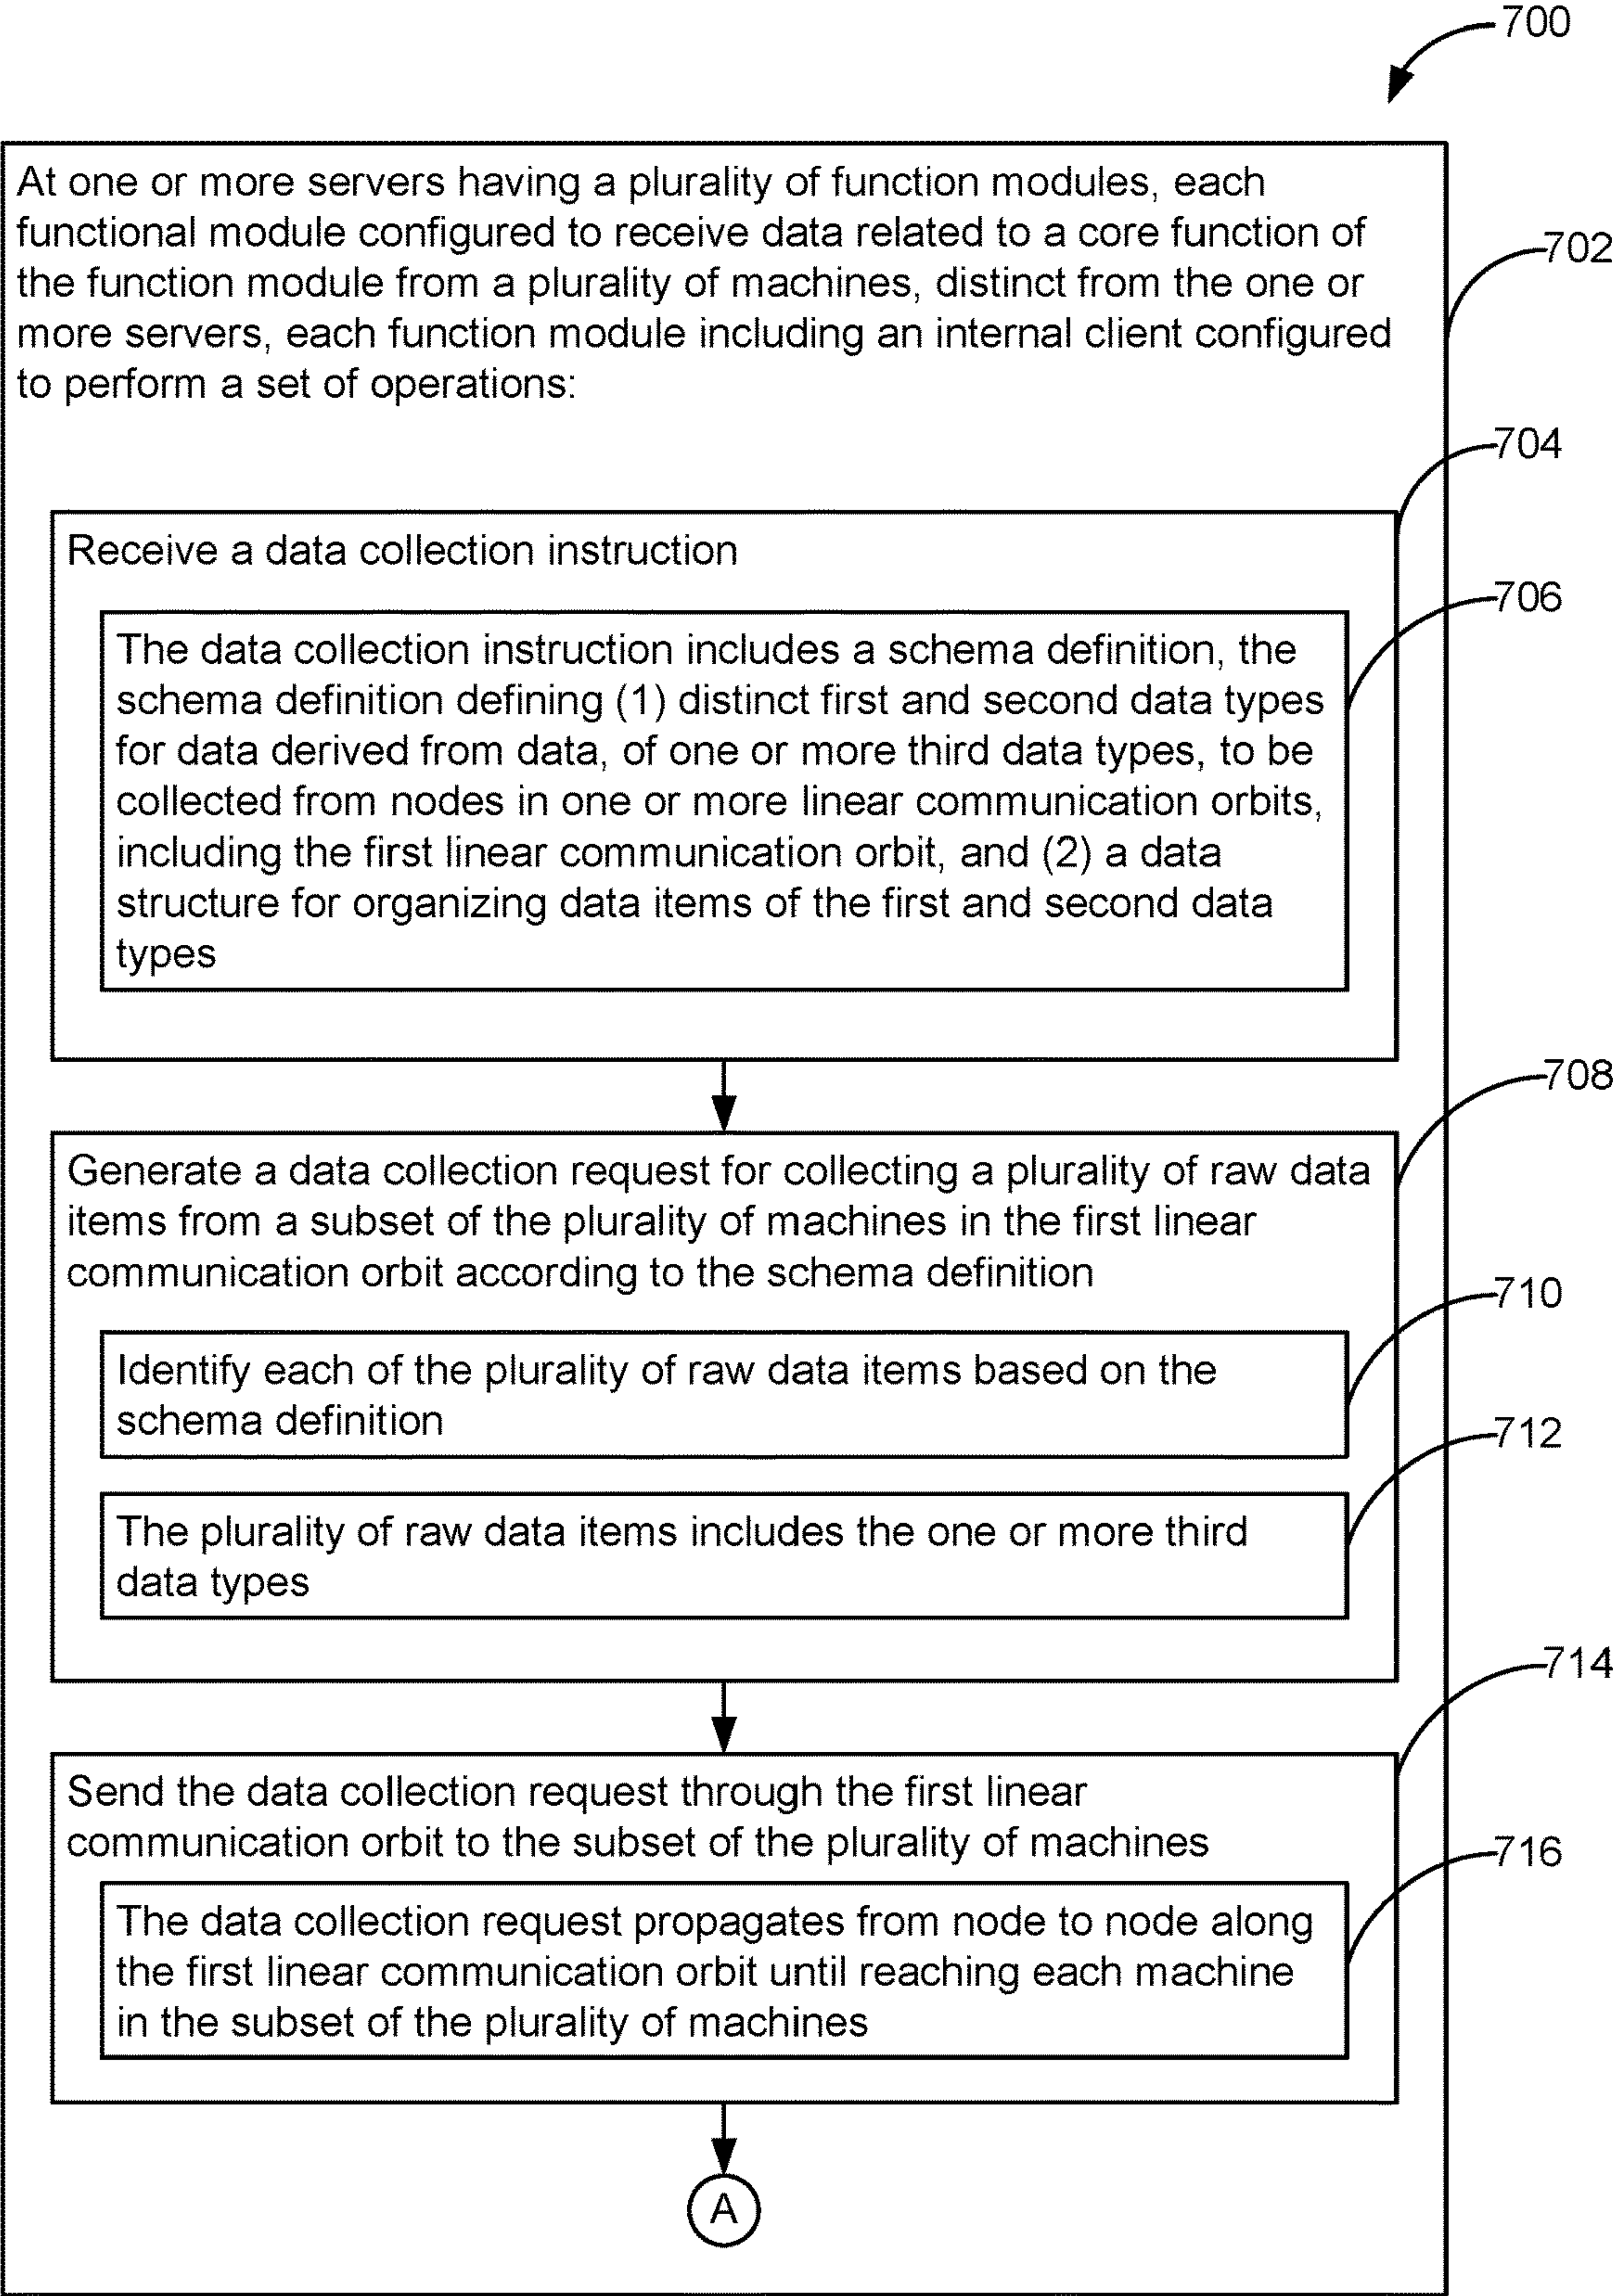 700
At one or more servers having a plurality of function modules, each
functional module configured to receive data related to a core function of
the function module from a plurality of machines, distinct from the one or
more servers, each function module including an internal client configured
to perform a set of operations:
702
704
Receive a data collection instruction
706
The data collection instruction includes a schema definition, the
schema definition defining (1) distinct first and second data types
for data derived from data, of one or more third data types, to be
collected from nodes in one or more linear communication orbits,
including the first linear communication orbit, and (2) a data
structure for organizing data items of the first and second data
types
708
Generate a data collection request for collecting a plurality of raw data
items from a subset of the plurality of machines in the first linear
communication orbit according to the schema definition
710
Identify each of the plurality of raw data items based on the
schema definition
712
The plurality of raw data items includes the one or more third
data types
714
Send the data collection request through the first linear
communication orbit to the subset of the plurality of machines
716
The data collection request propagates from node to node along
the first linear communication orbit until reaching each machine
in the subset of the plurality of machines
A